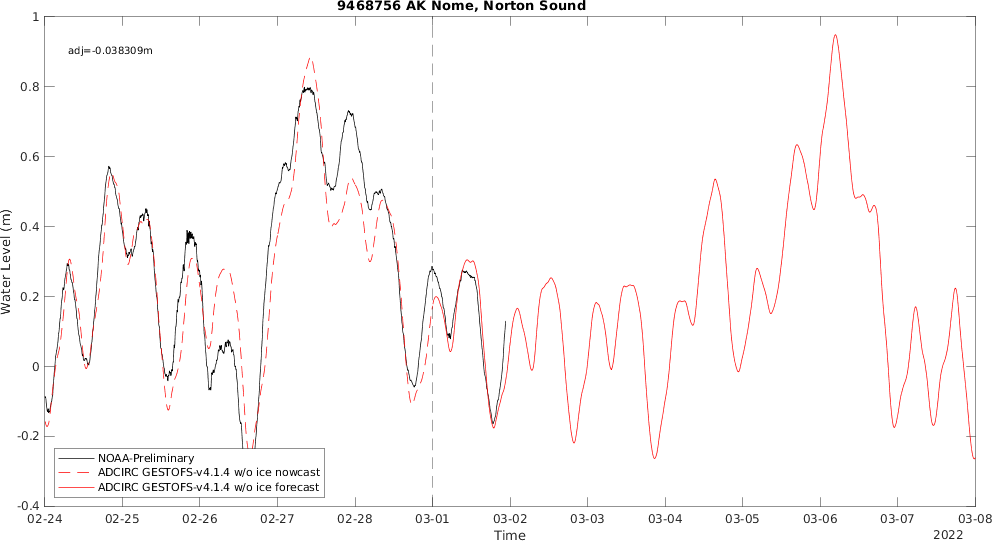 9468756 AK Nome, Norton Sound
adj=-0.038309m
Water Level (m)
1
0.8
0.6
0.4
0.2
0
-0.2
-0.4
NOAA-Preliminary
ADCIRC GESTOFS-v4.1.4 w/o ice nowcast
ADCIRC GESTOFS-v4.1.4 w/o ice forecast
02-24 02-25 02-26 02-27 02-28 03-01 03-02 03-03 03-04 03-05 03-06 03-07 03-08
Time
2022